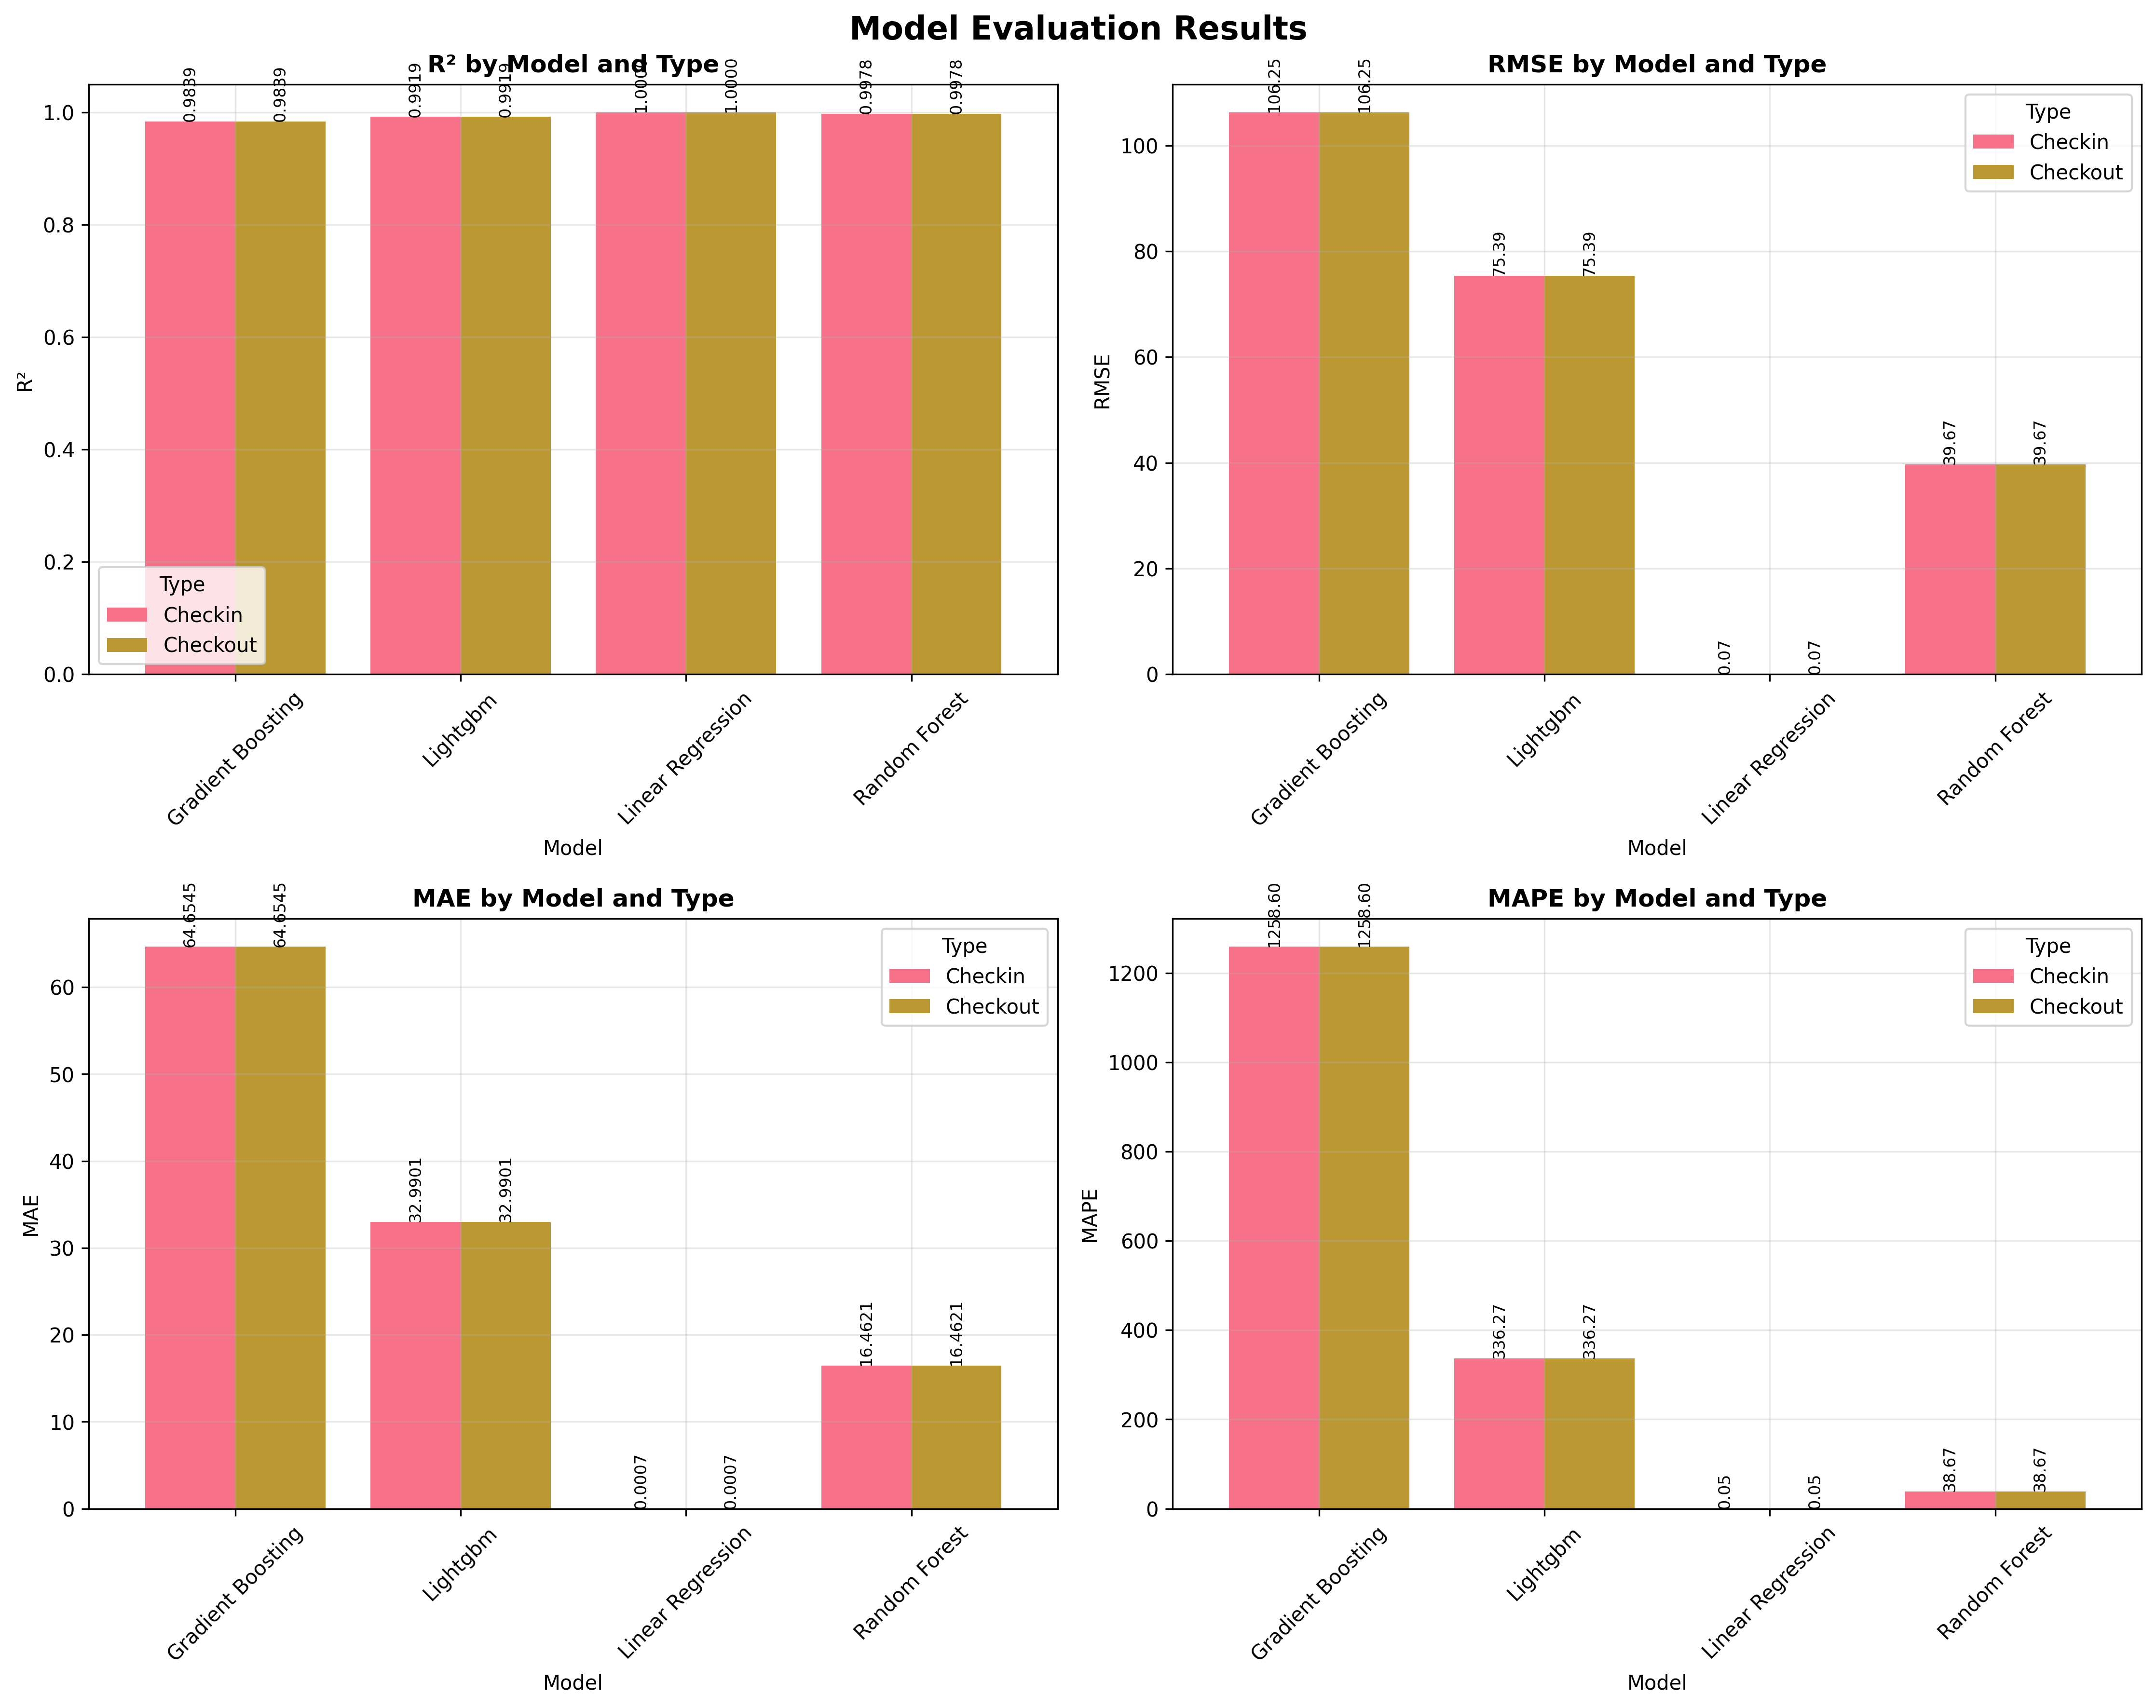 Model Evaluation Results
R² by Model and Type
0.9839
0.9839
0.9919
0.9919
1.0000
1.0000
0.9978
0.9978
R²
1.0
0.8
0.6
0.4
0.2
0.0
Type
Checkin
Checkout
Gradient Boosting
Lightgbm
Linear Regression
Random Forest
Model
RMSE by Model and Type
106.25
106.25
75.39
75.39
0.07
0.07
39.67
39.67
RMSE
100
80
60
40
20
0
Type
Checkin
Checkout
Gradient Boosting
Lightgbm
Linear Regression
Random Forest
Model
MAE by Model and Type
64.6545
64.6545
32.9901
32.9901
0.0007
0.0007
16.4621
16.4621
MAE
60
50
40
30
20
10
0
Type
Checkin
Checkout
Gradient Boosting
Lightgbm
Linear Regression
Random Forest
Model
MAPE by Model and Type
1258.60
1258.60
336.27
336.27
0.05
0.05
38.67
38.67
MAPE
1200
1000
800
600
400
200
0
Type
Checkin
Checkout
Gradient Boosting
Lightgbm
Linear Regression
Random Forest
Model